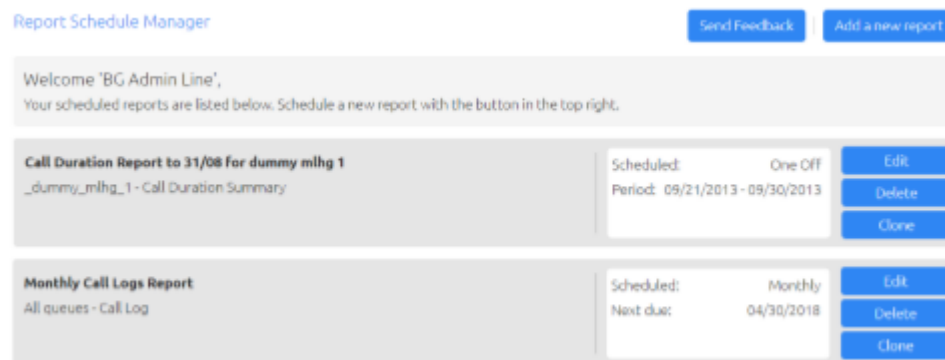 Report Schedule Manager
Send Feedback
Add a new report
Welcome 'BG Admin Line',
Your scheduled reports are listed below. Schedule a new report with the button in the top right.
Call Duration Report to 31/08 for dummy mlhg 1
_dummy_mlhg_1 - Call Duration Summary
Scheduled: One Off
Period: 09/21/2013 - 09/30/2013
Edit
Delete
Clone
Monthly Call Logs Report
All queues - Call Log
Scheduled: Monthly
Next due: 04/30/2018
Edit
Delete
Clone